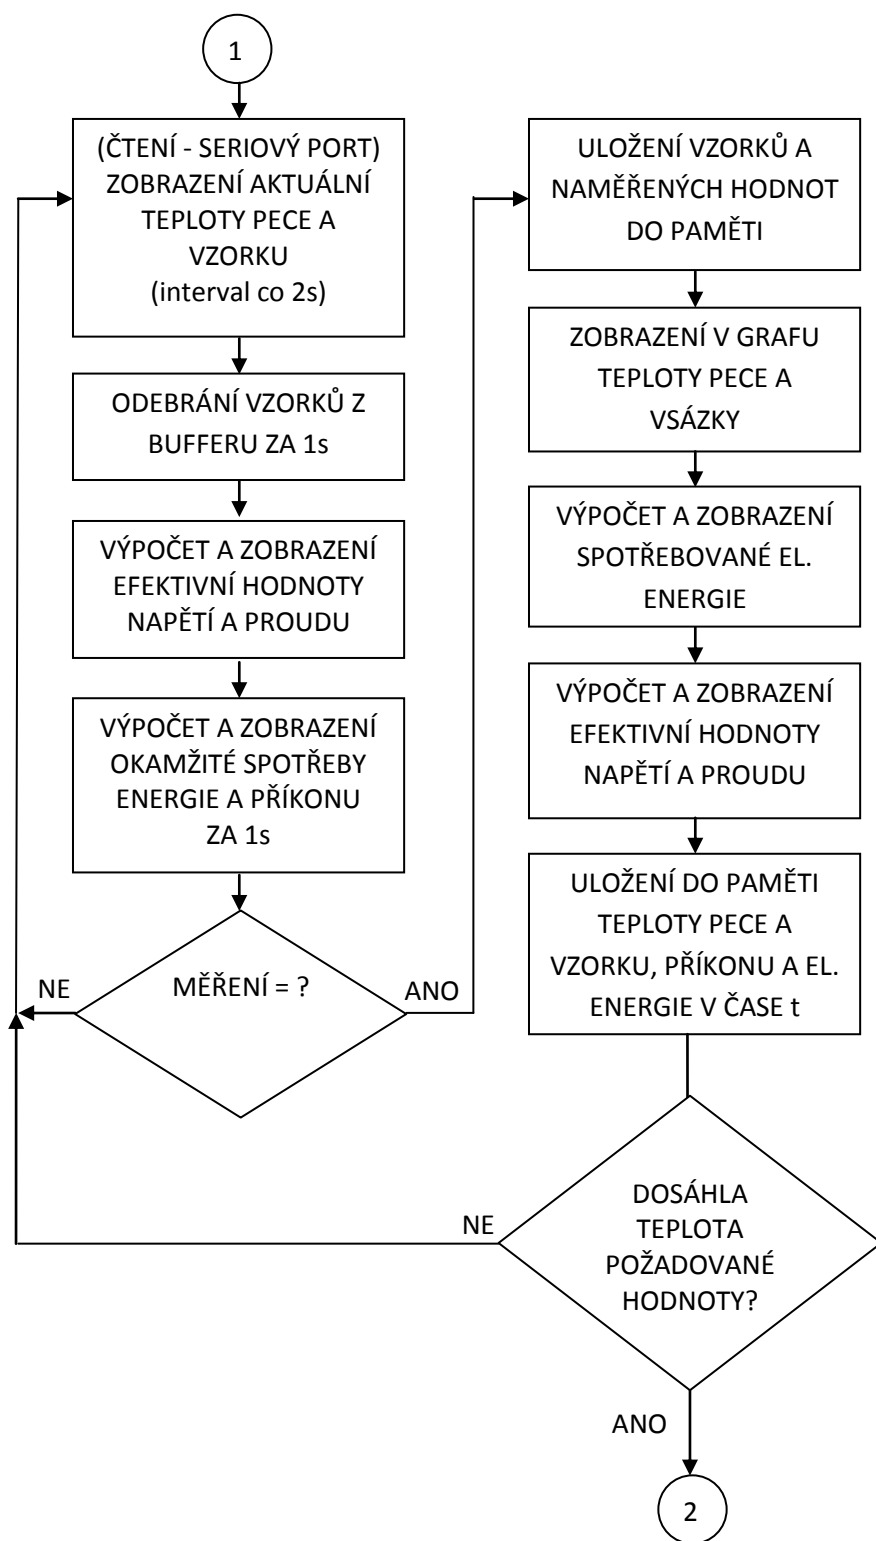 1
(ČTENÍ - SERIOVÝ PORT)
ZOBRAZENÍ AKTUÁLNÍ
TEPLOTY PECE A
VZORKU
(interval co 2s)
ODEBRÁNÍ VZORKŮ Z
BUFFERU ZA 1s
VÝPOČET A ZOBRAZENÍ
EFEKTIVNÍ HODNOTY
NAPĚTÍ A PROUDU
VÝPOČET A ZOBRAZENÍ
OKAMŽITÉ SPOTŘEBY
ENERGIE A PŘÍKONU
ZA 1s
MĚŘENÍ = ?
NE
ANO
ULOŽENÍ VZORKŮ A
NAMĚŘENÝCH HODNOT
DO PAMĚTI
ZOBRAZENÍ V GRAFU
TEPLOTY PECE A
VSÁZKY
VÝPOČET A ZOBRAZENÍ
SPOTŘEBOVANÉ EL.
ENERGIE
VÝPOČET A ZOBRAZENÍ
EFEKTIVNÍ HODNOTY
NAPĚTÍ A PROUDU
ULOŽENÍ DO PAMĚTI
TEPLOTY PECE A
VZORKU, PŘÍKONU A EL.
ENERGIE V ČASE t
DOSÁHLA
TEPLOTA
POŽADOVANÉ
HODNOTY?
NE
ANO
2